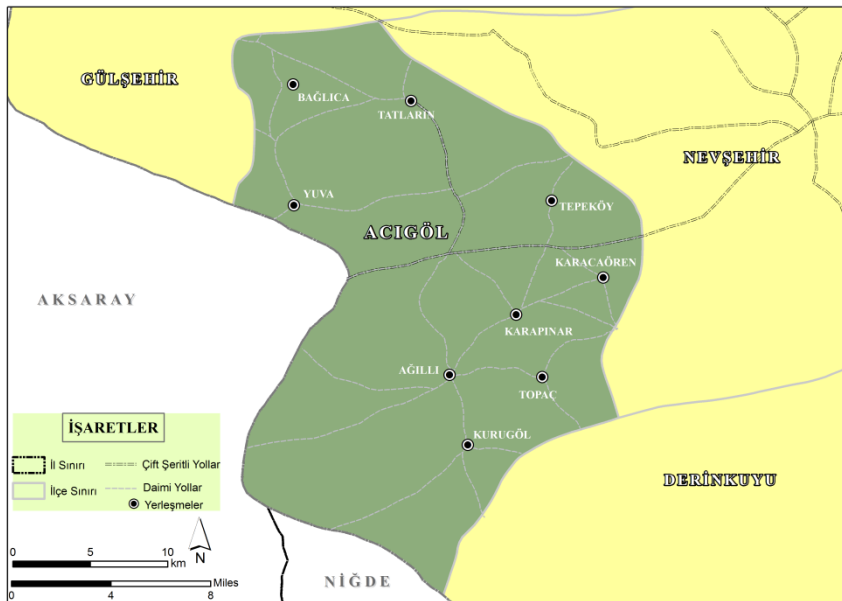 GÜLŞEHİR
BAĞLICA
TATLARIN
NEVŞEHİR
YUVA
TEPEKÖY
ACIGÖL
KARACAÖREN
AKSARAY
KARAPINAR
AĞILLI
TOPAÇ
KURUGÖL
DERİNKUYU
NİĞDE
İŞARETLER
İl Sınırı
Çift Şeritli Yollar
İlçe Sınırı
Daimi Yollar
Yerleşmeler
N
0 5 10
km
Miles
0 4 8